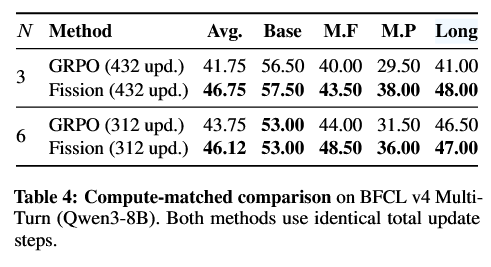 N Method Avg. Base M.F M.P Long
3
GRPO (432 upd.) 41.75 56.50 40.00 29.50 41.00
Fission (432 upd.) 46.75 57.50 43.50 38.00 48.00
6
GRPO (312 upd.) 43.75 53.00 44.00 31.50 46.50
Fission (312 upd.) 46.12 53.00 48.50 36.00 47.00
Table 4: Compute-matched comparison on BFCL v4 Multi-
Turn (Qwen3-8B). Both methods use identical total update
steps.